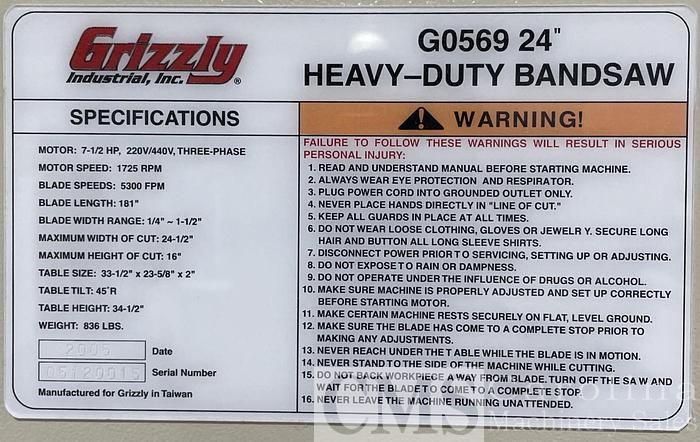 Grizzly
Industrial, Inc.®
G0569 24"
HEAVY–DUTY BANDSAW
SPECIFICATIONS
MOTOR: 7-1/2 HP, 220V/440V, THREE-PHASE
MOTOR SPEED: 1725 RPM
BLADE SPEEDS: 5300 FPM
BLADE LENGTH: 181"
BLADE WIDTH RANGE: 1/4" ~ 1-1/2"
MAXIMUM WIDTH OF CUT: 24-1/2"
MAXIMUM HEIGHT OF CUT: 16"
TABLE SIZE: 33-1/2" x 23-5/8" x 2"
TABLE TILT: 45°R
TABLE HEIGHT: 34-1/2"
WEIGHT: 836 LBS.
2005 Date
05120015 Serial Number
Manufactured for Grizzly in Taiwan
WARNING!
FAILURE TO FOLLOW THESE WARNINGS WILL RESULT IN SERIOUS
PERSONAL INJURY:
1. READ AND UNDERSTAND MANUAL BEFORE STARTING MACHINE.
2. ALWAYS WEAR EYE PROTECTION AND RESPIRATOR.
3. PLUG POWER CORD INTO GROUNDED OUTLET ONLY.
4. NEVER PLACE HANDS DIRECTLY IN "LINE OF CUT."
5. KEEP ALL GUARDS IN PLACE AT ALL TIMES.
6. DO NOT WEAR LOOSE CLOTHING, GLOVES OR JEWELRY. SECURE LONG
HAIR AND BUTTON ALL LONG SLEEVE SHIRTS.
7. DISCONNECT POWER PRIOR TO SERVICING, SETTING UP OR ADJUSTING.
8. DO NOT EXPOSE TO RAIN OR DAMPNESS.
9. DO NOT OPERATE UNDER THE INFLUENCE OF DRUGS OR ALCOHOL.
10. MAKE SURE MACHINE IS PROPERLY ADJUSTED AND SET UP CORRECTLY
BEFORE STARTING MOTOR.
11. MAKE CERTAIN MACHINE RESTS SECURELY ON FLAT, LEVEL GROUND.
12. MAKE SURE THE BLADE HAS COME TO A COMPLETE STOP PRIOR TO
MAKING ANY ADJUSTMENTS.
13. NEVER REACH UNDER THE TABLE WHILE THE BLADE IS IN MOTION.
14. NEVER STAND TO THE SIDE OF THE MACHINE WHILE CUTTING.
15. DO NOT BACK WORKPIECE AWAY FROM BLADE. TURN OFF THE SAW AND
WAIT FOR THE BLADE TO COME TO A COMPLETE STOP.
16. NEVER LEAVE THE MACHINE RUNNING UNATTENDED.
CMS
Machinery Sales